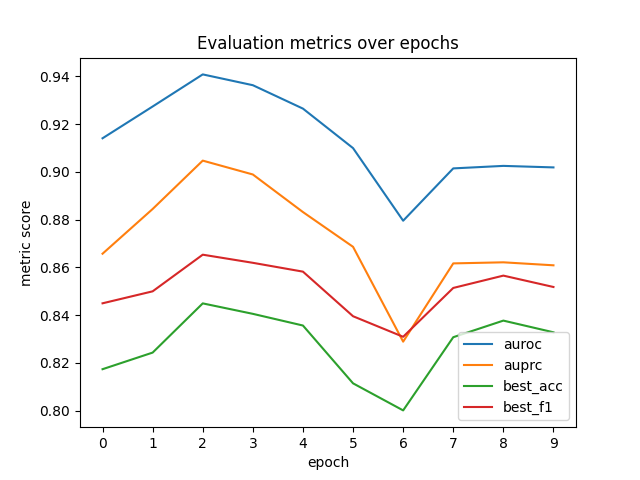 Evaluation metrics over epochs
metric score
0.94
0.92
0.90
0.88
0.86
0.84
0.82
0.80
auroc
auprc
best_acc
best_f1
0 1 2 3 4 5 6 7 8 9
epoch